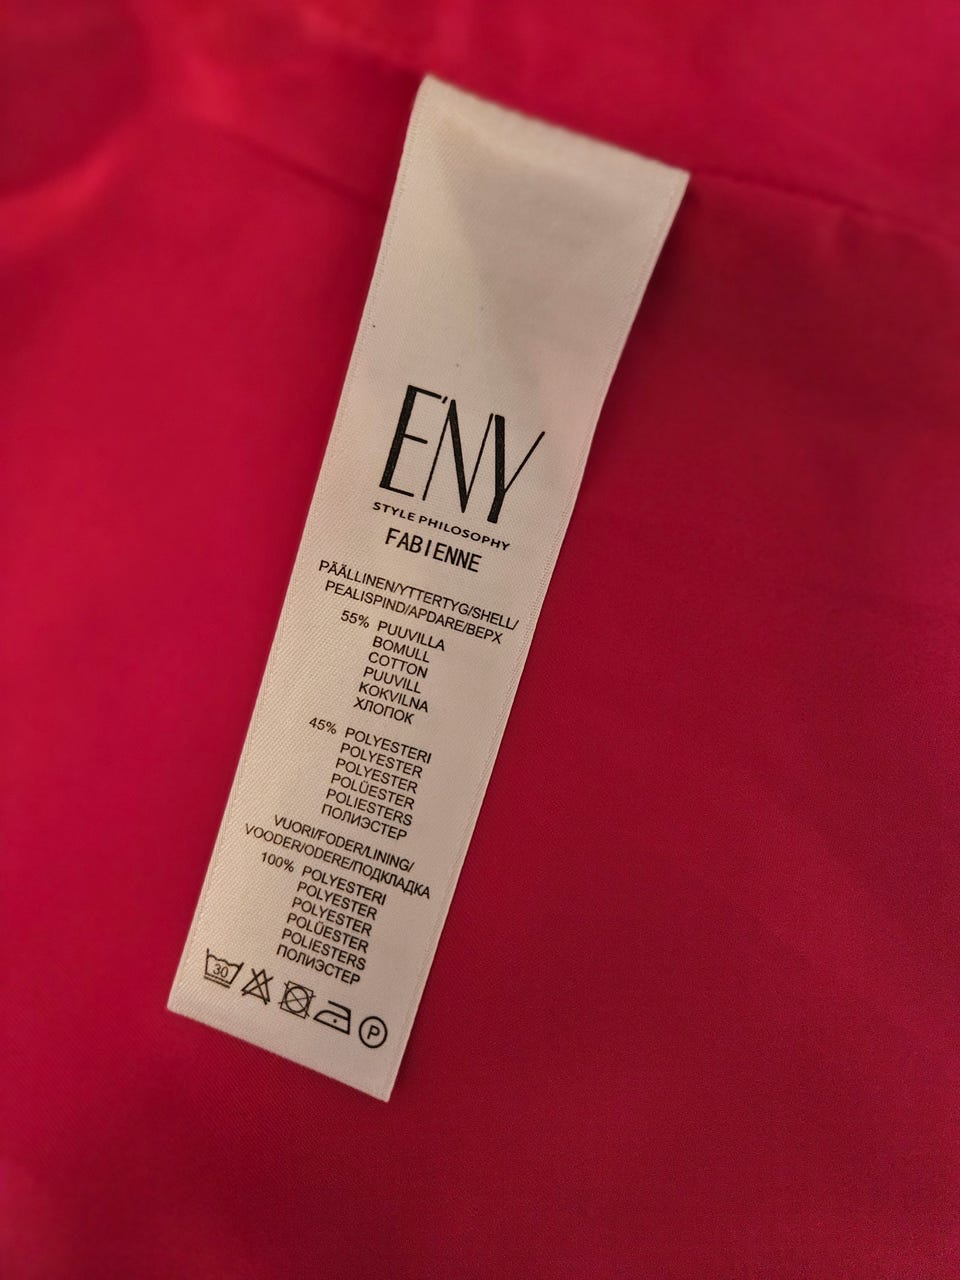 E'NY
STYLE PHILOSOPHY
FABIENNE
PÄÄLLINEN/YTTERTYG/SHELL/
PEALISPIND/APDARE/ВЕРХ
55% PUUVILLA
BOMULL
COTTON
PUUVILL
KOKVILNA
ХЛОПОК
45% POLYESTERI
POLYESTER
POLYESTER
POLÜESTER
POLIESTERS
ПОЛИЭСТЕР
VUORI/FODER/LINING/
VOODER/ODERE/ПОДКЛАДКА
100% POLYESTERI
POLYESTER
POLYESTER
POLÜESTER
POLIESTERS
ПОЛИЭСТЕР
30 P